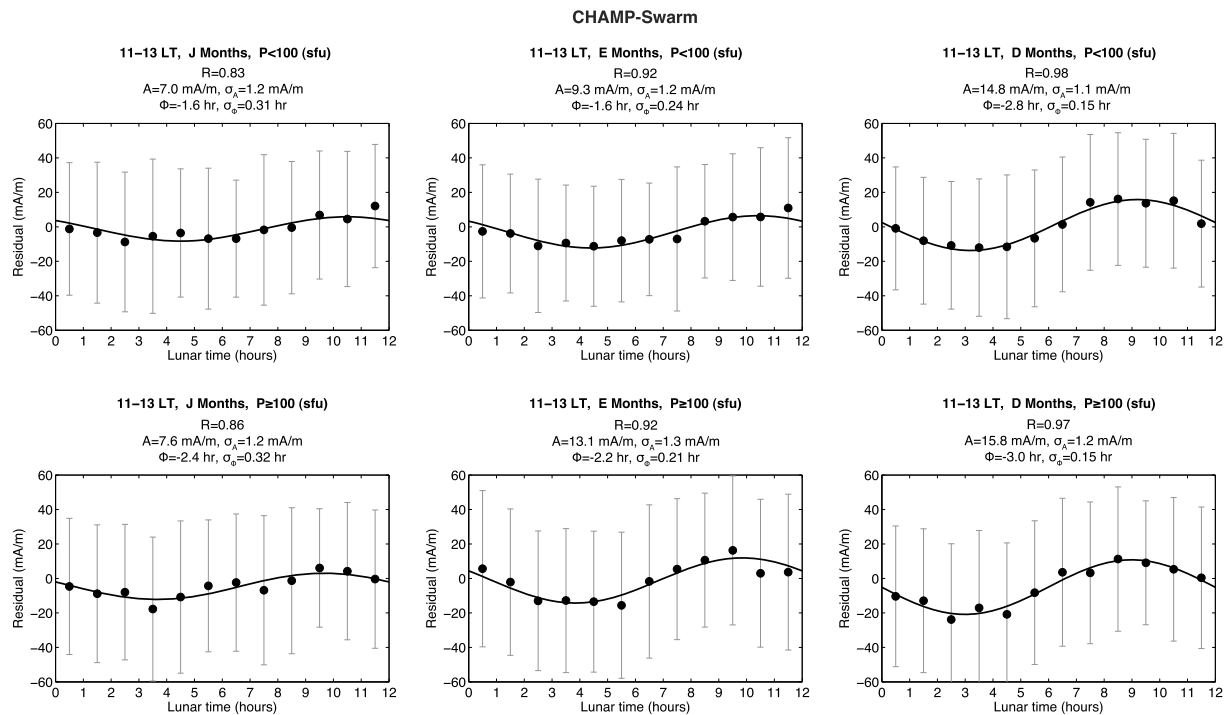 CHAMP-Swarm
11−13 LT, J Months, P<100 (sfu)
R=0.83
A=7.0 mA/m, σA=1.2 mA/m
Φ=-1.6 hr, σΦ=0.31 hr
60
40
20
0
−20
−40
−60
Residual (mA/m)
0 1 2 3 4 5 6 7 8 9 10 11 12
Lunar time (hours)
11−13 LT, E Months, P<100 (sfu)
R=0.92
A=9.3 mA/m, σA=1.2 mA/m
Φ=-1.6 hr, σΦ=0.24 hr
60
40
20
0
−20
−40
−60
Residual (mA/m)
0 1 2 3 4 5 6 7 8 9 10 11 12
Lunar time (hours)
11−13 LT, D Months, P<100 (sfu)
R=0.98
A=14.8 mA/m, σA=1.1 mA/m
Φ=-2.8 hr, σΦ=0.15 hr
60
40
20
0
−20
−40
−60
Residual (mA/m)
0 1 2 3 4 5 6 7 8 9 10 11 12
Lunar time (hours)
11−13 LT, J Months, P≥100 (sfu)
R=0.86
A=7.6 mA/m, σA=1.2 mA/m
Φ=-2.4 hr, σΦ=0.32 hr
60
40
20
0
−20
−40
−60
Residual (mA/m)
0 1 2 3 4 5 6 7 8 9 10 11 12
Lunar time (hours)
11−13 LT, E Months, P≥100 (sfu)
R=0.92
A=13.1 mA/m, σA=1.3 mA/m
Φ=-2.2 hr, σΦ=0.21 hr
60
40
20
0
−20
−40
−60
Residual (mA/m)
0 1 2 3 4 5 6 7 8 9 10 11 12
Lunar time (hours)
11−13 LT, D Months, P≥100 (sfu)
R=0.97
A=15.8 mA/m, σA=1.2 mA/m
Φ=-3.0 hr, σΦ=0.15 hr
60
40
20
0
−20
−40
−60
Residual (mA/m)
0 1 2 3 4 5 6 7 8 9 10 11 12
Lunar time (hours)